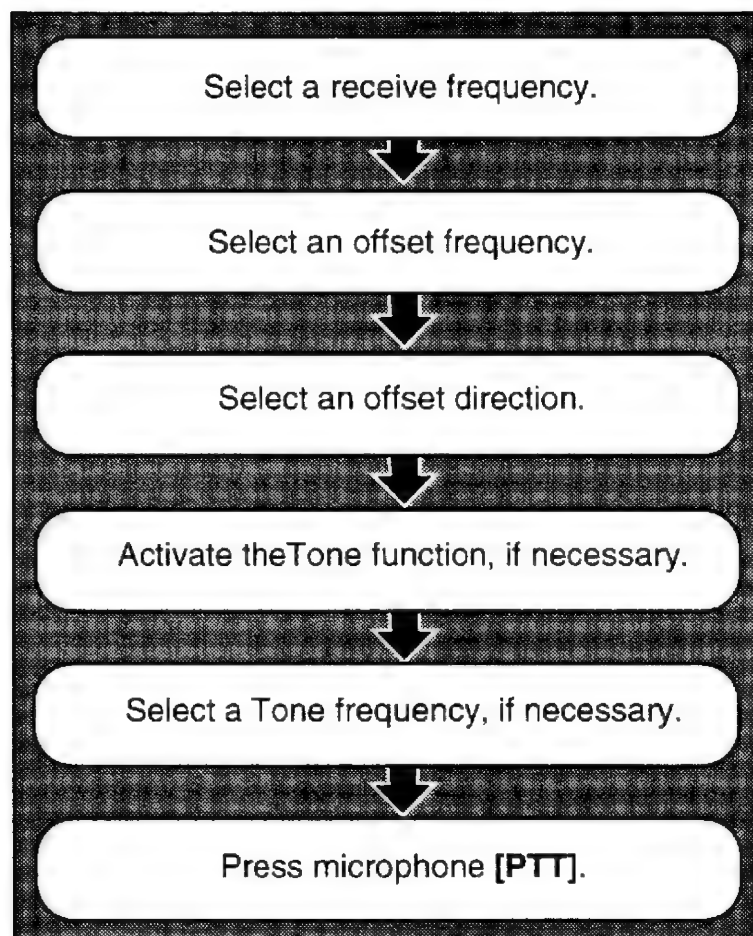 Select a receive frequency.
Select an offset frequency.
Select an offset direction.
Activate theTone function, if necessary.
Select a Tone frequency, if necessary.
Press microphone [PTT].